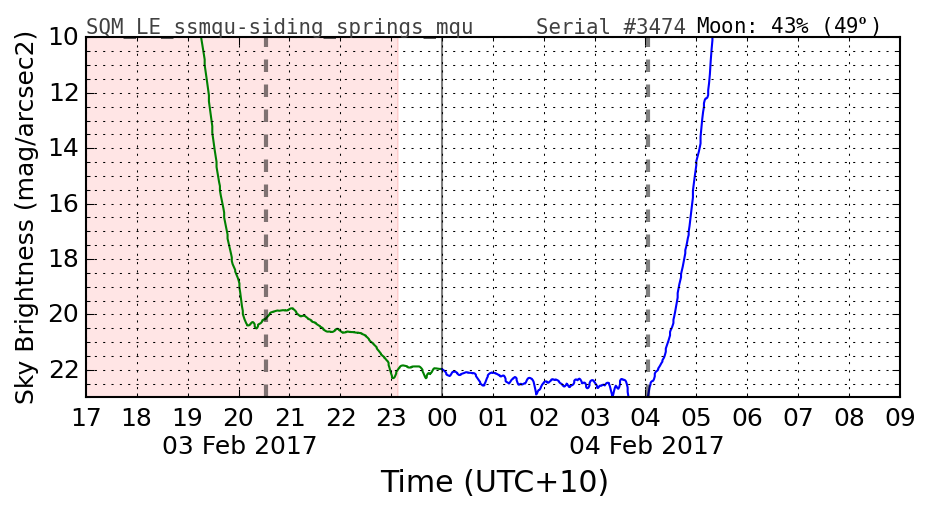 SQM_LE_ssmqu-siding_springs_mqu Serial #3474 Moon: 43% (49°)
Sky Brightness (mag/arcsec2)
10
12
14
16
18
20
22
17 18 19 20 21 22 23 00 01 02 03 04 05 06 07 08 09
03 Feb 2017 04 Feb 2017
Time (UTC+10)